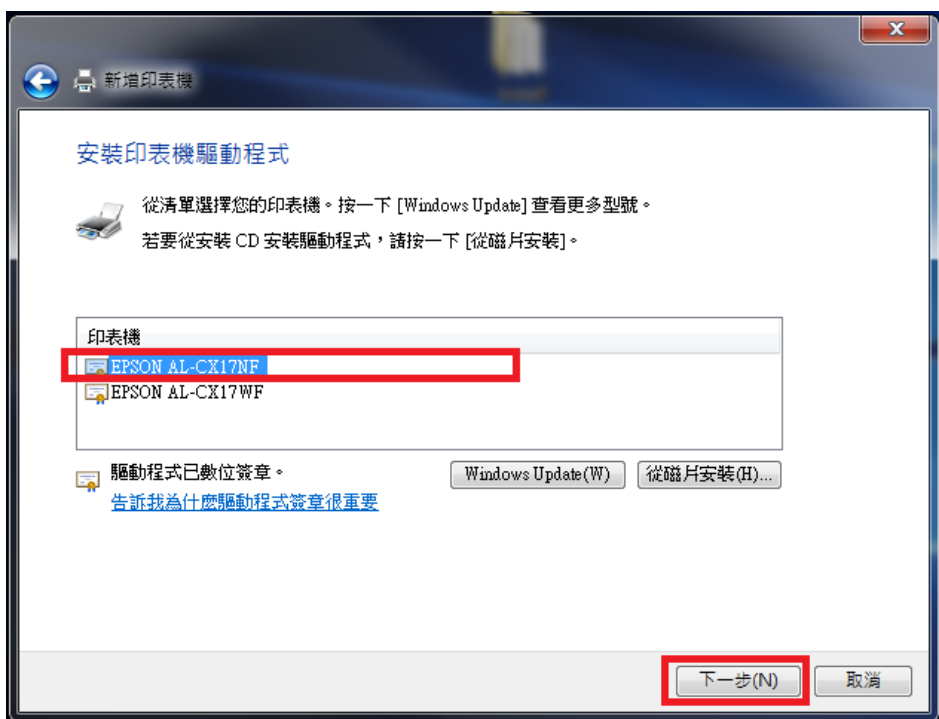 新增印表機
安裝印表機驅動程式
從清單選擇您的印表機。按一下 [Windows Update] 查看更多型號。
若要從安裝 CD 安裝驅動程式，請按一下 [從磁片安裝]。
印表機
EPSON AL-CX17NF
EPSON AL-CX17WF
驅動程式已數位簽章。
Windows Update(W)
從磁片安裝(H)...
告訴我為什麼驅動程式簽章很重要
下一步(N)
取消